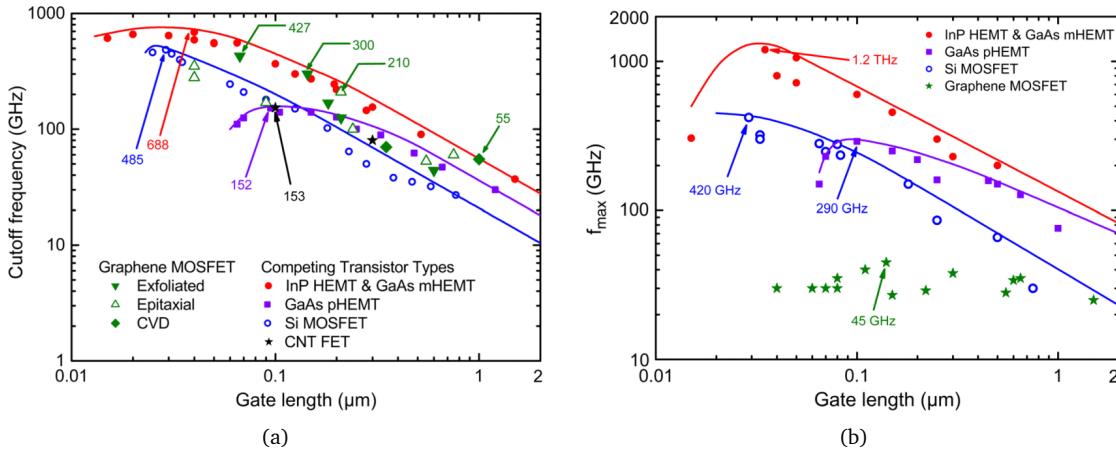 Cutoff frequency (GHz)
1000
100
10
1
427
300
210
55
485
688
152
153
Graphene MOSFET
Exfoliated
Epitaxial
CVD
Competing Transistor Types
InP HEMT & GaAs mHEMT
GaAs pHEMT
Si MOSFET
CNT FET
0.01 0.1 1 2
Gate length (µm)
(a)
f_max (GHz)
2000
1000
100
10
InP HEMT & GaAs mHEMT
GaAs pHEMT
Si MOSFET
Graphene MOSFET
1.2 THz
420 GHz
290 GHz
45 GHz
0.01 0.1 1 2
Gate length (µm)
(b)